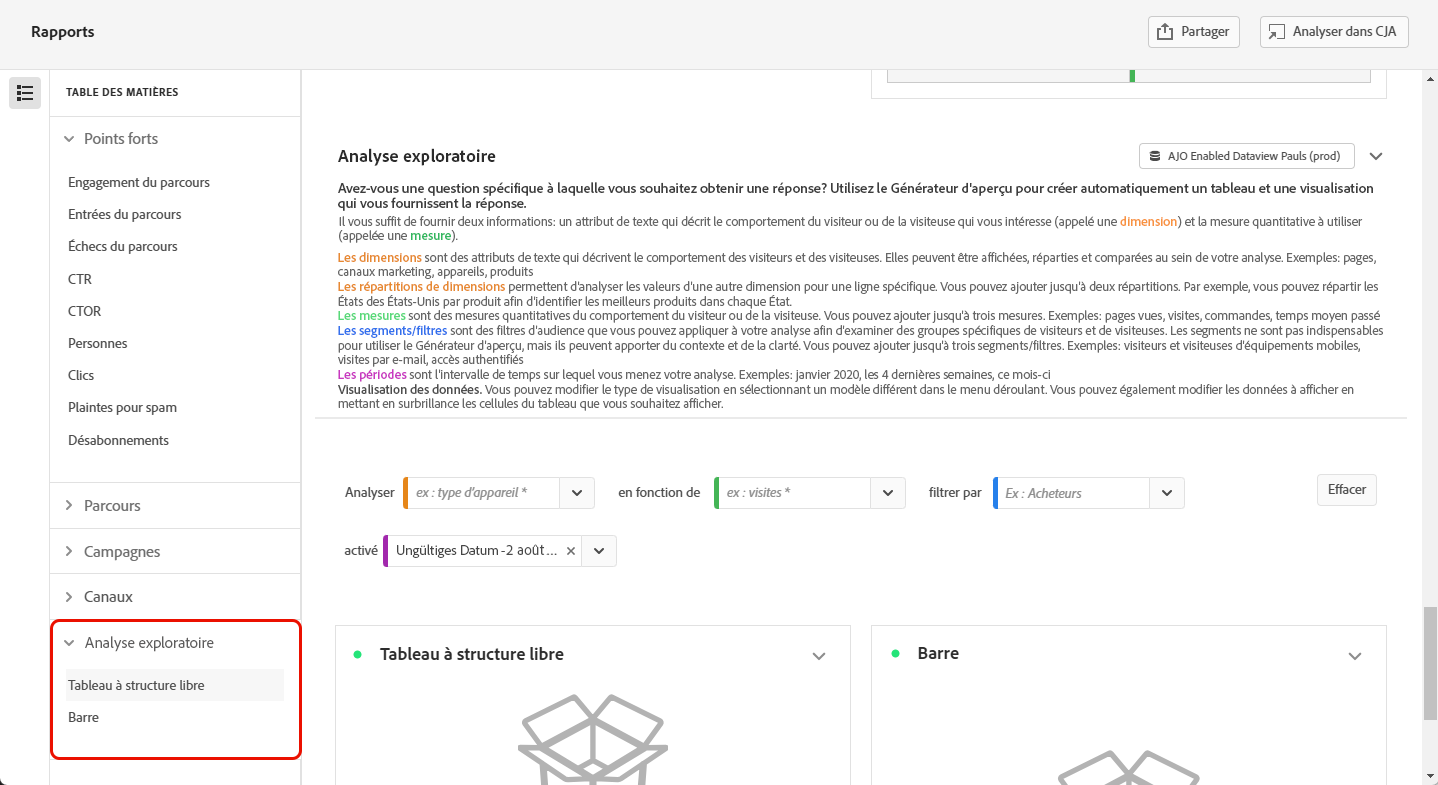 Rapports
Partager
Analyser dans CJA
TABLE DES MATIÈRES
Points forts
Engagement du parcours
Entrées du parcours
Échecs du parcours
CTR
CTOR
Personnes
Clics
Plaintes pour spam
Désabonnements
Parcours
Campagnes
Canaux
Analyse exploratoire
Tableau à structure libre
Barre
Analyse exploratoire
AJO Enabled Dataview Pauls (prod)
Avez-vous une question spécifique à laquelle vous souhaitez obtenir une réponse? Utilisez le Générateur d'aperçu pour créer automatiquement un tableau et une visualisation
qui vous fournissent la réponse.
Il vous suffit de fournir deux informations: un attribut de texte qui décrit le comportement du visiteur ou de la visiteuse qui vous intéresse (appelé une dimension) et la mesure quantitative à utiliser
(appelée une mesure).
Les dimensions sont des attributs de texte qui décrivent le comportement des visiteurs et des visiteuses. Elles peuvent être affichées, réparties et comparées au sein de votre analyse. Exemples: pages,
canaux marketing, appareils, produits
Les répartitions de dimensions permettent d'analyser les valeurs d'une autre dimension pour une ligne spécifique. Vous pouvez ajouter jusqu'à deux répartitions. Par exemple, vous pouvez répartir les
États des États-Unis par produit afin d'identifier les meilleurs produits dans chaque État.
Les mesures sont des mesures quantitatives du comportement du visiteur ou de la visiteuse. Vous pouvez ajouter jusqu'à trois mesures. Exemples: pages vues, visites, commandes, temps moyen passé
Les segments/filtres sont des filtres d'audience que vous pouvez appliquer à votre analyse afin d'examiner des groupes spécifiques de visiteurs et de visiteuses. Les segments ne sont pas indispensables
pour utiliser le Générateur d'aperçu, mais ils peuvent apporter du contexte et de la clarté. Vous pouvez ajouter jusqu'à trois segments/filtres. Exemples: visiteurs et visiteuses d'équipements mobiles,
visites par e-mail, accès authentifiés
Les périodes sont l'intervalle de temps sur lequel vous menez votre analyse. Exemples: janvier 2020, les 4 dernières semaines, ce mois-ci
Visualisation des données. Vous pouvez modifier le type de visualisation en sélectionnant un modèle différent dans le menu déroulant. Vous pouvez également modifier les données à afficher en
mettant en surbrillance les cellules du tableau que vous souhaitez afficher.
Analyser ex : type d'appareil * en fonction de ex : visites * filtrer par Ex : Acheteurs Effacer
activé Ungültiges Datum -2 août ...
Tableau à structure libre
Barre